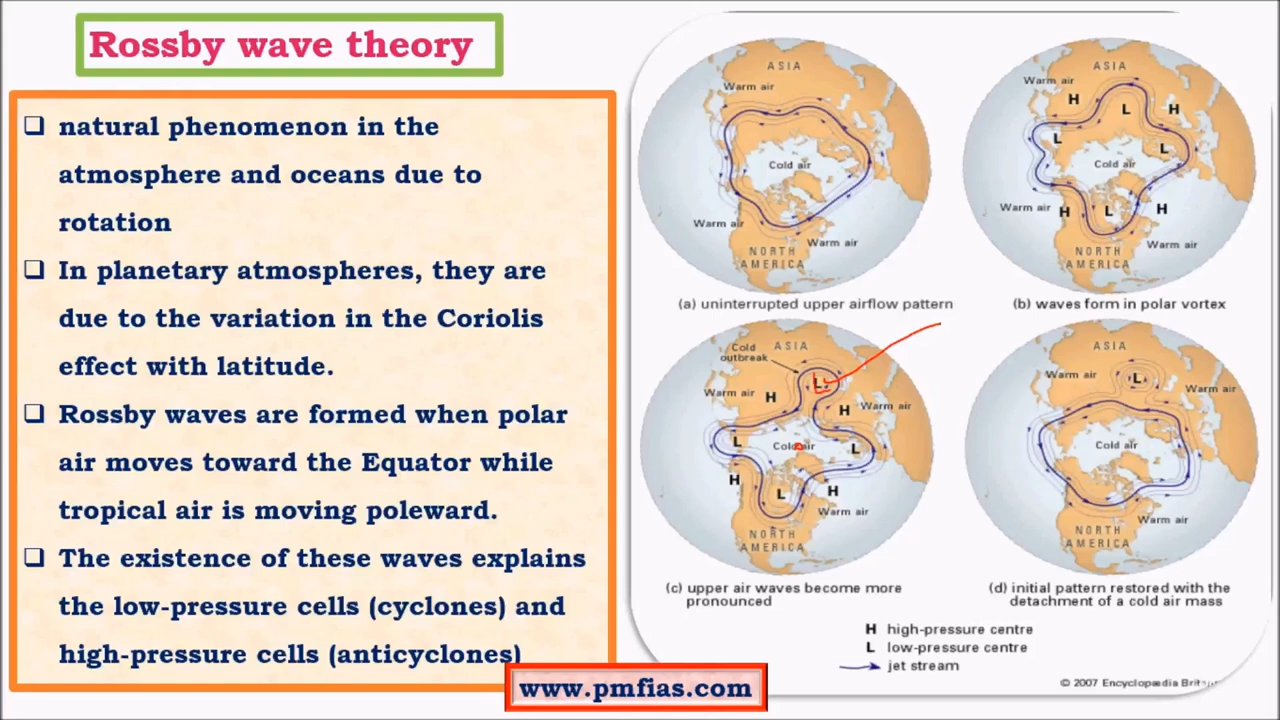 Rossby wave theory
❑ natural phenomenon in the
atmosphere and oceans due to
rotation
❑ In planetary atmospheres, they are
due to the variation in the Coriolis
effect with latitude.
❑ Rossby waves are formed when polar
air moves toward the Equator while
tropical air is moving poleward.
❑ The existence of these waves explains
the low-pressure cells (cyclones) and
high-pressure cells (anticyclones)
www.pmfias.com
ASIA
Warm air
Cold air
Warm air
Warm air
NORTH
AMERICA
(a) uninterrupted upper airflow pattern
ASIA
Warm air
H
L
H
L
L
Cold air
Warm air
H
L
H
Warm air
NORTH
AMERICA
(b) waves form in polar vortex
Cold
outbreak
ASIA
L
Warm air
H
H
Warm air
L
Cold air
L
H
L
H
Warm air
NORTH
AMERICA
(c) upper air waves become more
pronounced
ASIA
Warm air
L
Warm air
Cold air
Warm air
NORTH
AMERICA
(d) initial pattern restored with the
detachment of a cold air mass
H high-pressure centre
L low-pressure centre
jet stream
© 2007 Encyclopædia